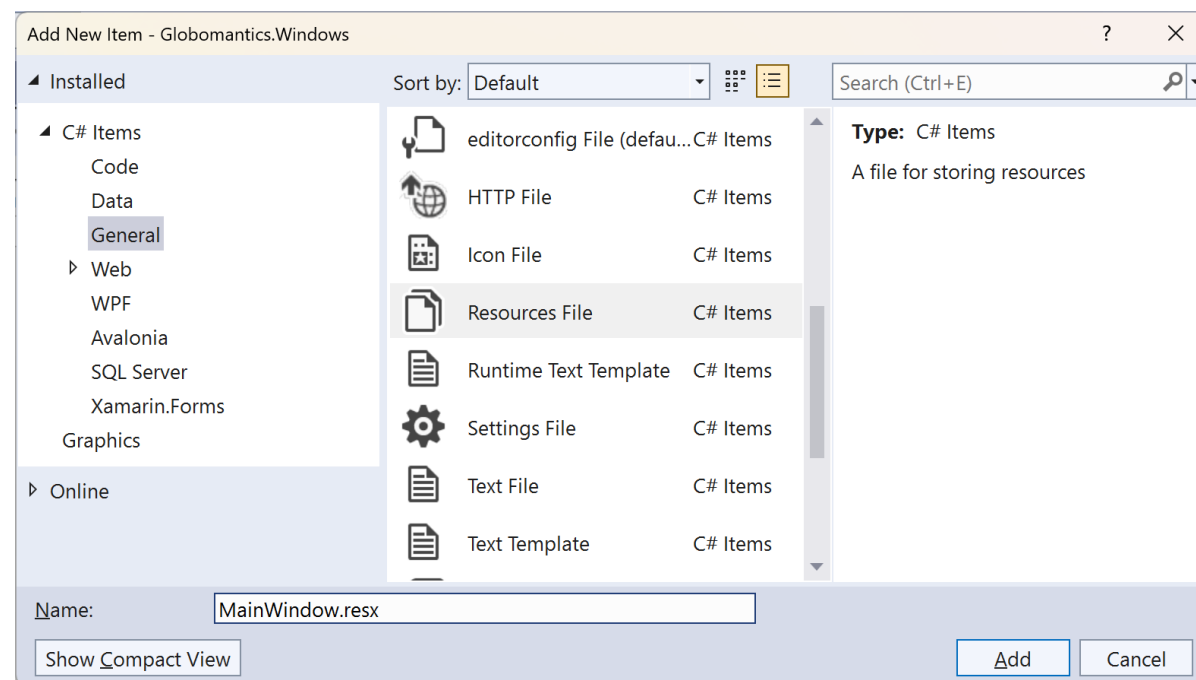 Add New Item - Globomantics.Windows
?
Installed
Sort by: Default
Search (Ctrl+E)
C# Items
Code
Data
General
Web
WPF
Avalonia
SQL Server
Xamarin.Forms
Graphics
Online
editorconfig File (defau... C# Items
HTTP File C# Items
Icon File C# Items
Resources File C# Items
Runtime Text Template C# Items
Settings File C# Items
Text File C# Items
Text Template C# Items
Type: C# Items
A file for storing resources
Name: MainWindow.resx
Show Compact View
Add
Cancel